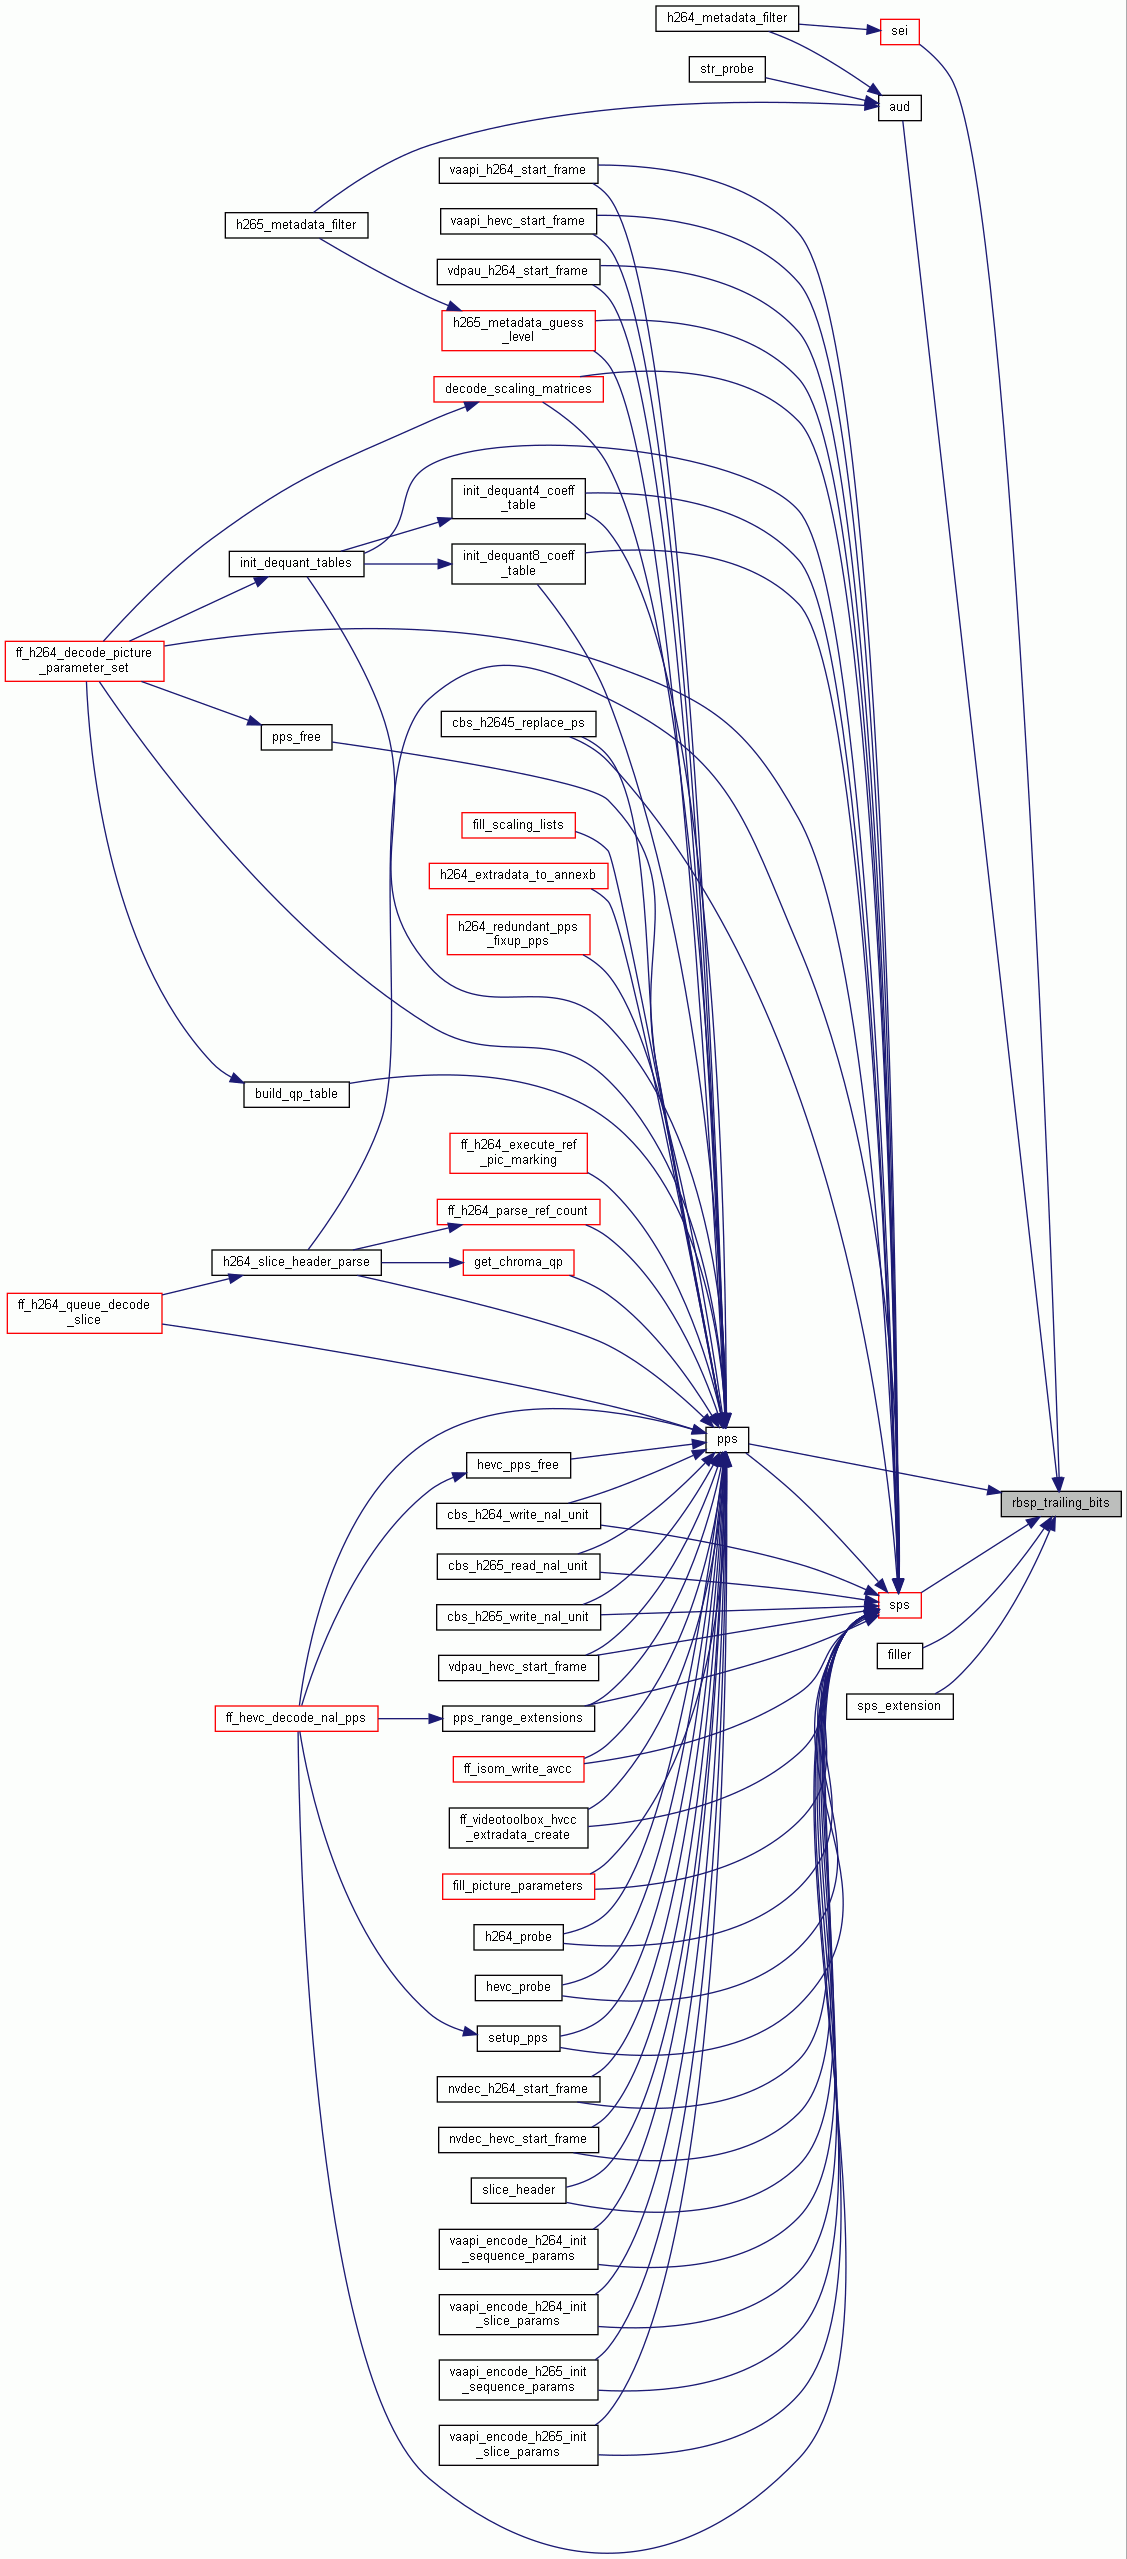 h264_metadata_filter
sei
str_probe
aud
vaapi_h264_start_frame
vaapi_hevc_start_frame
h265_metadata_filter
vdpau_h264_start_frame
h265_metadata_guess
_level
decode_scaling_matrices
init_dequant4_coeff
_table
init_dequant_tables
init_dequant8_coeff
_table
ff_h264_decode_picture
_parameter_set
cbs_h2645_replace_ps
pps_free
fill_scaling_lists
h264_extradata_to_annexb
h264_redundant_pps
_fixup_pps
build_qp_table
ff_h264_execute_ref
_pic_marking
ff_h264_parse_ref_count
h264_slice_header_parse
get_chroma_qp
ff_h264_queue_decode
_slice
pps
hevc_pps_free
rbsp_trailing_bits
cbs_h264_write_nal_unit
cbs_h265_read_nal_unit
sps
cbs_h265_write_nal_unit
filler
vdpau_hevc_start_frame
sps_extension
ff_hevc_decode_nal_pps
pps_range_extensions
ff_isom_write_avcc
ff_videotoolbox_hvcc
_extradata_create
fill_picture_parameters
h264_probe
hevc_probe
setup_pps
nvdec_h264_start_frame
nvdec_hevc_start_frame
slice_header
vaapi_encode_h264_init
_sequence_params
vaapi_encode_h264_init
_slice_params
vaapi_encode_h265_init
_sequence_params
vaapi_encode_h265_init
_slice_params